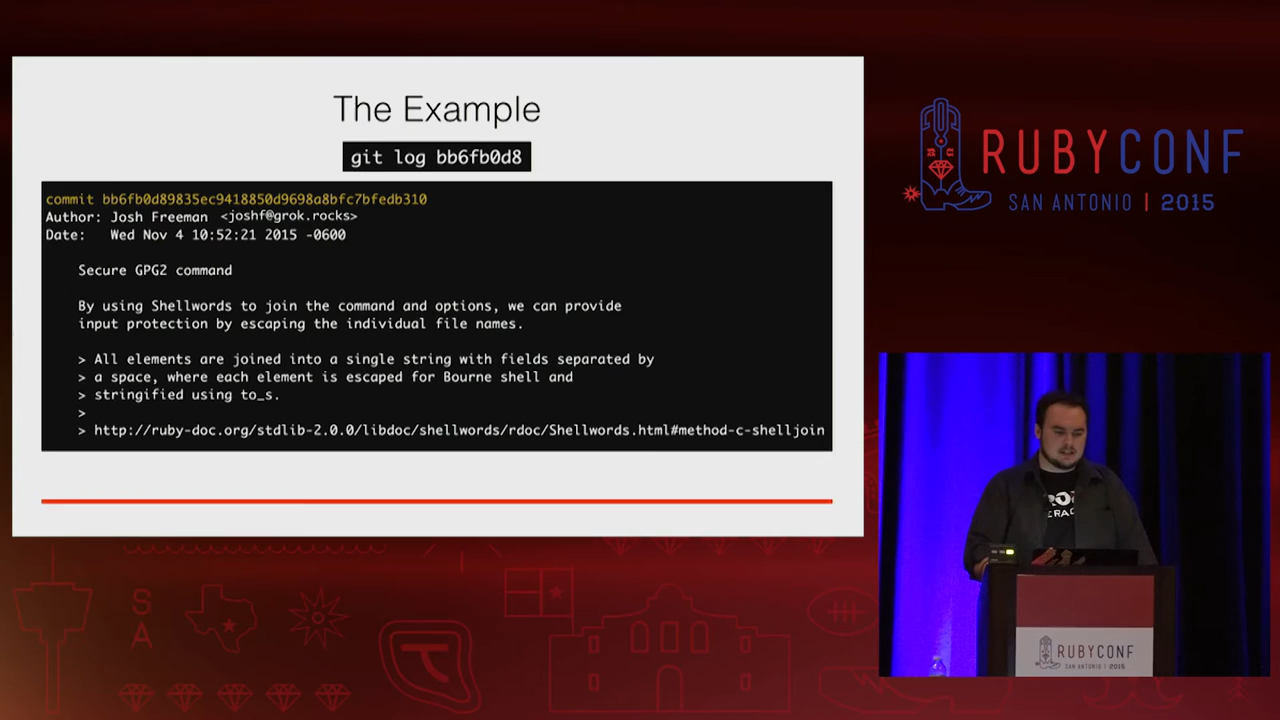 The Example
git log bb6fb0d8
commit bb6fb0d89835ec9418850d9698a8bfc7bfedb310
Author: Josh Freeman <joshf@grok.rocks>
Date:   Wed Nov 4 10:52:21 2015 -0600
Secure GPG2 command
By using Shellwords to join the command and options, we can provide
input protection by escaping the individual file names.
> All elements are joined into a single string with fields separated by
> a space, where each element is escaped for Bourne shell and
> stringified using to_s.
>
> http://ruby-doc.org/stdlib-2.0.0/libdoc/shellwords/rdoc/Shellwords.html#method-c-shelljoin
RUBYCONF
SAN ANTONIO | 2015
RUBYCONF
SAN ANTONIO | 2015
S
A